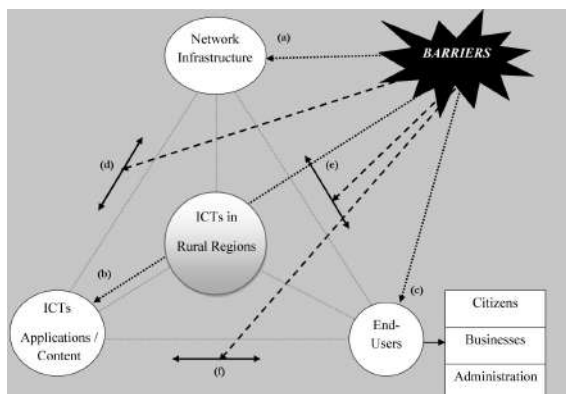 Network
Infrastructure
(a)
BARRIERS
(d)
(e)
ICTs in
Rural Regions
(b)
(c)
ICTs
Applications /
Content
End-
Users
(f)
Citizens
Businesses
Administration